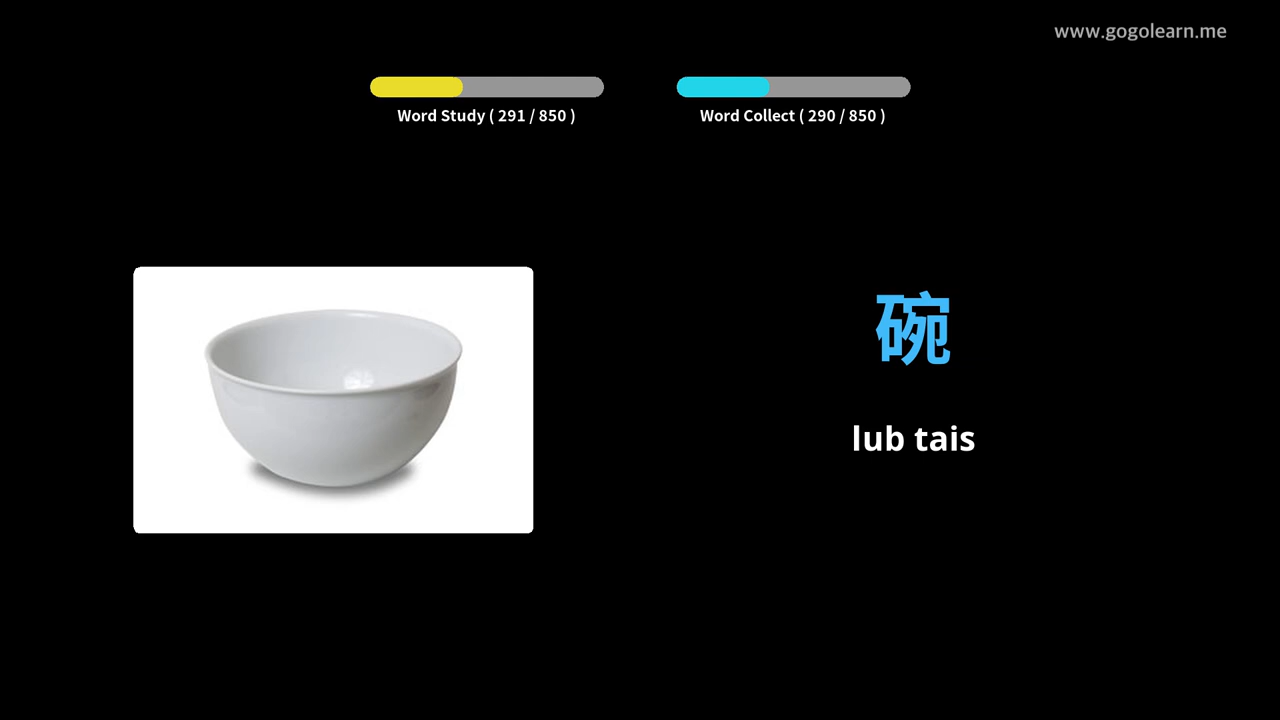 www.gogolearn.me
Word Study ( 291 / 850 )
Word Collect ( 290 / 850 )
碗
lub tais